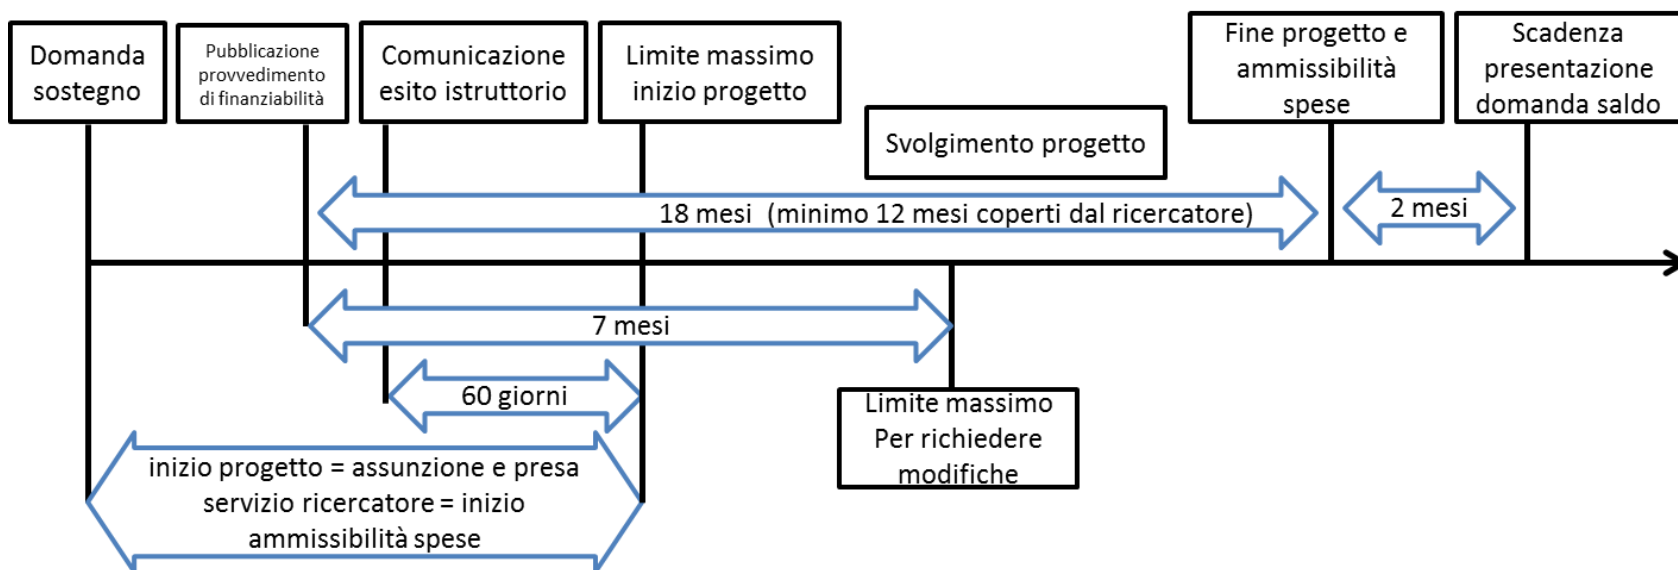 Domanda
sostegno
Pubblicazione
provvedimento
di finanziabilità
Comunicazione
esito istruttorio
Limite massimo
inizio progetto
Svolgimento progetto
Fine progetto e
ammissibilità
spese
Scadenza
presentazione
domanda saldo
18 mesi (minimo 12 mesi coperti dal ricercatore)
2 mesi
7 mesi
60 giorni
Limite massimo
Per richiedere
modifiche
inizio progetto = assunzione e presa
servizio ricercatore = inizio
ammissibilità spese